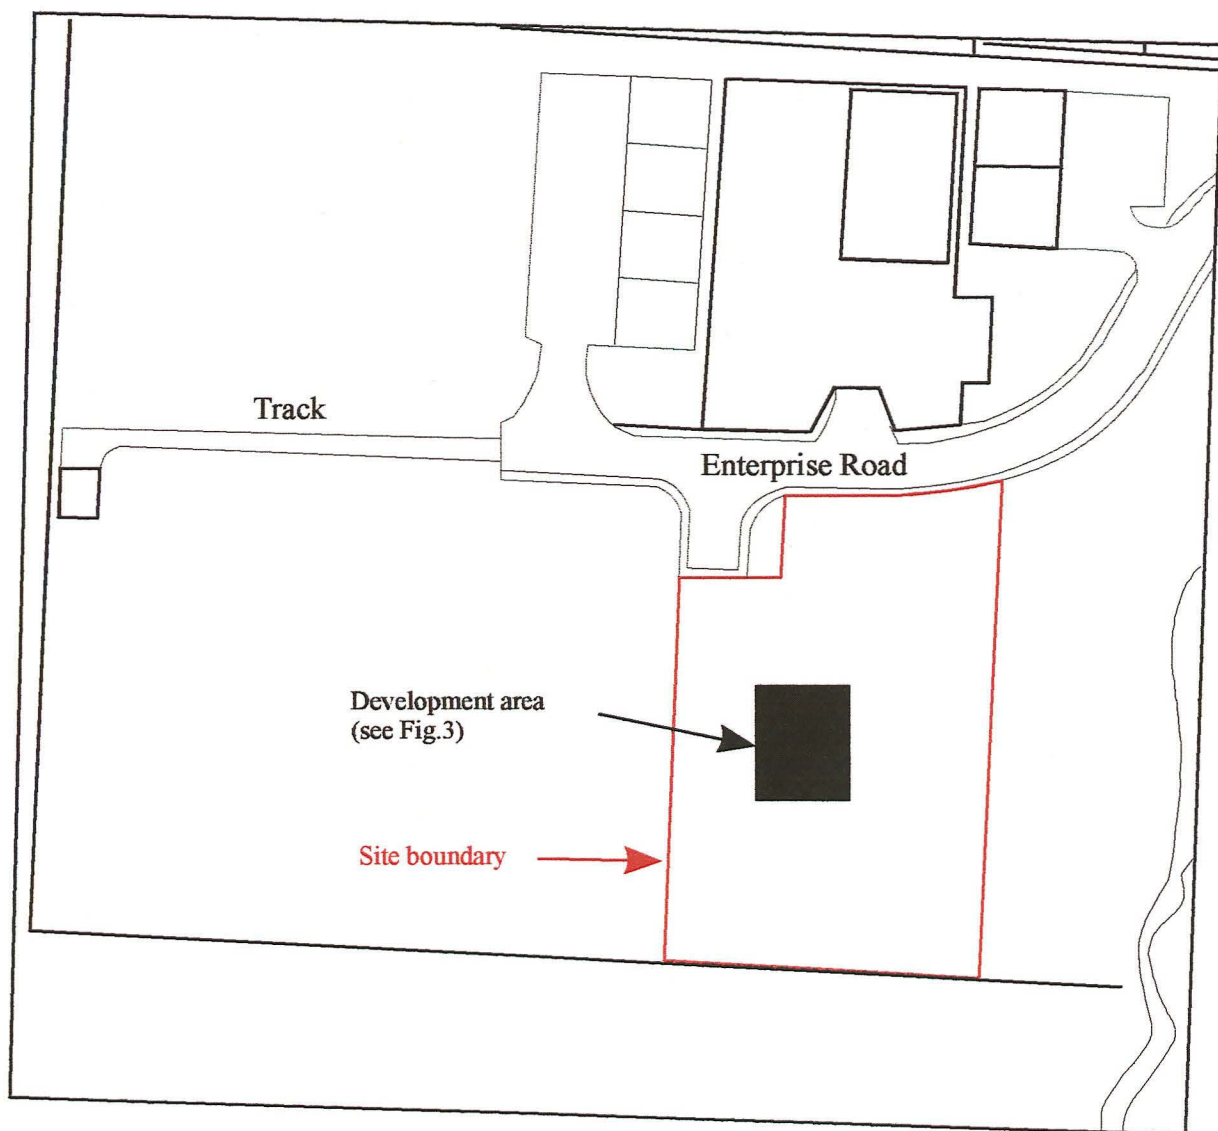 Track
Enterprise Road
Development area
(see Fig.3)
Site boundary